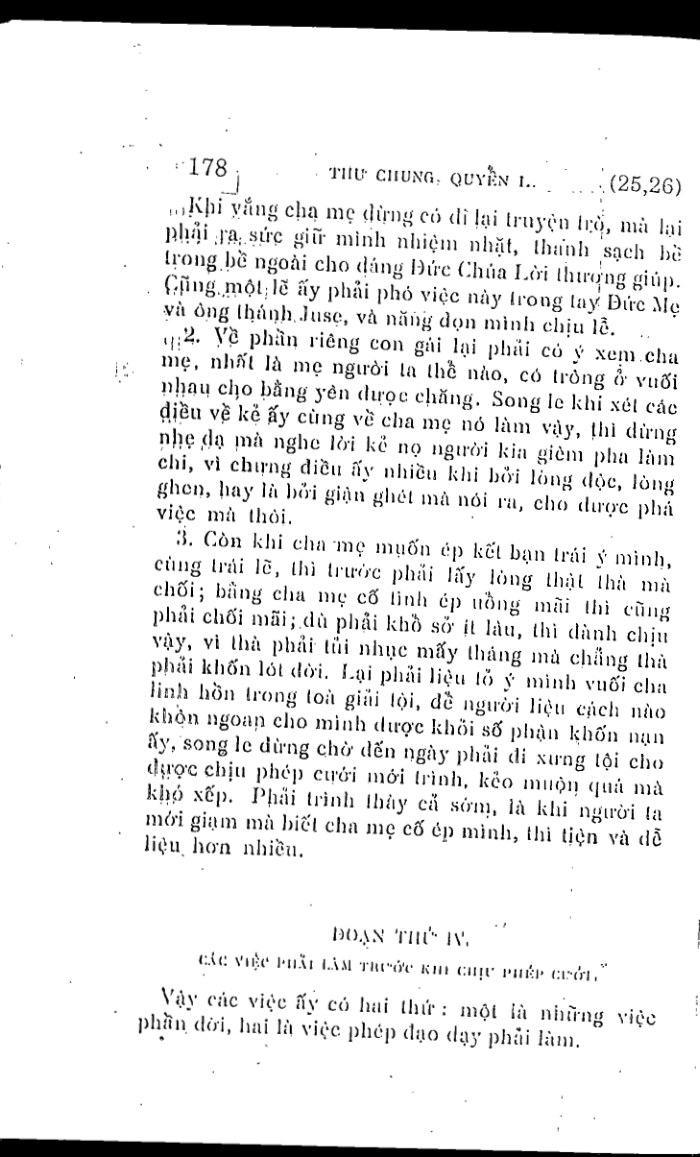 178 THƯ CHUNG, QUYỂN I. (25,26)
Khi vắng cha mẹ đừng có đi lại truyện trò, mà lại
phải ra sức giữ mình nhiệm nhặt, thanh sạch bề
trong bề ngoài cho đáng Đức Chúa Lời thượng giúp.
Cũng một lẽ ấy phải phó việc này trong tay Đức Mẹ
và ông thánh Juse, và năng dọn mình chịu lễ.
2. Về phần riêng con gái lại phải có ý xem cha
mẹ, nhất là mẹ người ta thể nào, có trông ở vuối
nhau cho bằng yên được chăng. Song le khi xét các
điều về kẻ ấy cùng về cha mẹ nó làm vậy, thì đừng
nhẹ dạ mà nghe lời kẻ nọ người kia gièm pha làm
chi, vì chưng điều ấy nhiều khi bởi lòng độc, lòng
ghen, hay là bởi giận ghét mà nói ra, cho được phá
việc mà thôi.
3. Còn khi cha mẹ muốn ép kết bạn trái ý mình,
cùng trái lẽ, thì trước phải lấy lòng thật thà mà
chối; bằng cha mẹ cố tình ép uổng mãi thì cũng
phải chối mãi; dù phải khổ sở ít lâu, thì đành chịu
vậy, vì thà phải tủi nhục mấy tháng mà chẳng thà
phải khốn lót đời. Lại phải liệu tỏ ý mình vuối cha
linh hồn trong toà giải tội, để người liệu cách nào
khôn ngoan cho mình được khỏi số phận khốn nạn
ấy, song le đừng chờ đến ngày phải đi xưng tội cho
được chịu phép cưới mới trình, kẻo muộn quá mà
khó xếp. Phải trình thày cả sớm, là khi người ta
mới giạm mà biết cha mẹ cố ép mình, thì tiện và dễ
liệu hơn nhiều.
ĐOẠN THỨ IV.
CÁC VIỆC PHẢI LÀM TRƯỚC KHI CHỊU PHÉP CƯỚI.
Vậy các việc ấy có hai thứ : một là những việc
phần đời, hai là việc phép đạo dạy phải làm.